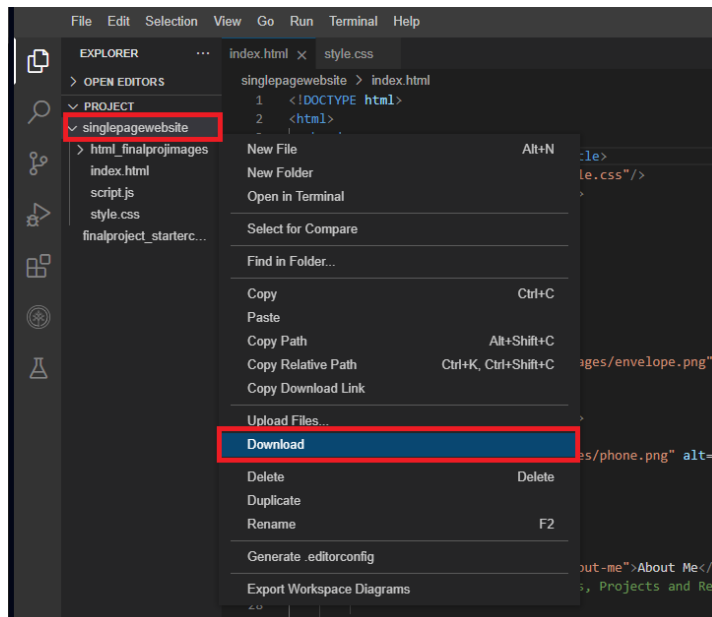 File Edit Selection View Go Run Terminal Help
EXPLORER ...
> OPEN EDITORS
PROJECT
singlepagewebsite
> html_finalprojimages
index.html
script.js
style.css
finalproject_starterc...
index.html × style.css
singlepagewebsite > index.html
1 <!DOCTYPE html>
2 <html>
tle>
le.css"/>
ages/envelope.png"
es/phone.png" alt=
out-me">About Me</
s, Projects and Re
28
New File Alt+N
New Folder
Open in Terminal
Select for Compare
Find in Folder...
Copy Ctrl+C
Paste
Copy Path Alt+Shift+C
Copy Relative Path Ctrl+K, Ctrl+Shift+C
Copy Download Link
Upload Files...
Download
Delete Delete
Duplicate
Rename F2
Generate .editorconfig
Export Workspace Diagrams